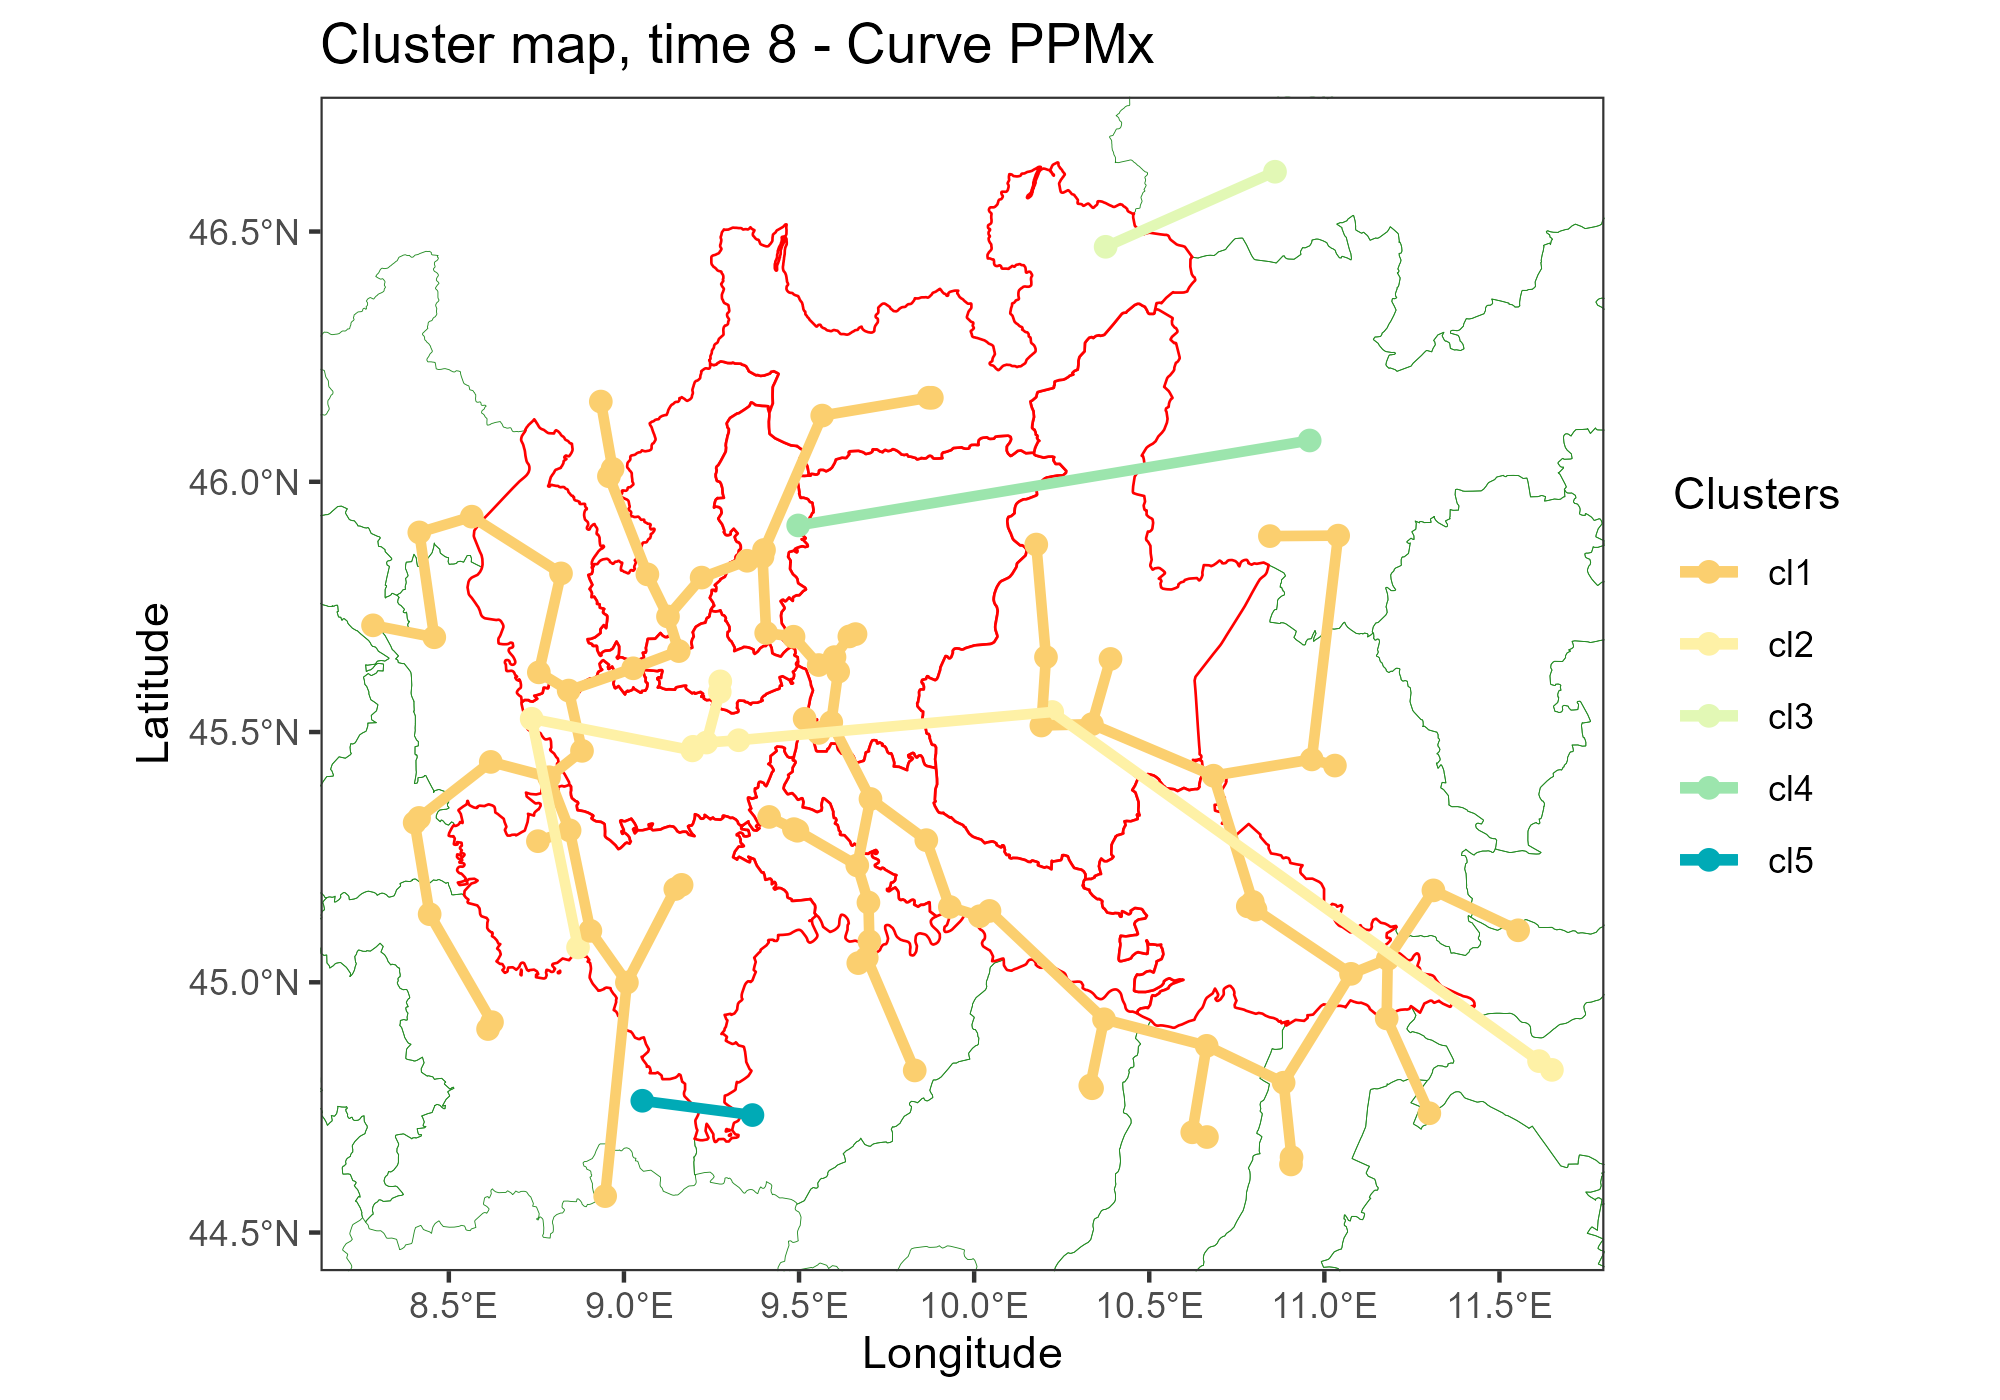 Cluster map, time 8 - Curve PPMx
46.5°N
46.0°N
45.5°N
45.0°N
44.5°N
Latitude
8.5°E
9.0°E
9.5°E
10.0°E
10.5°E
11.0°E
11.5°E
Longitude
Clusters
cl1
cl2
cl3
cl4
cl5